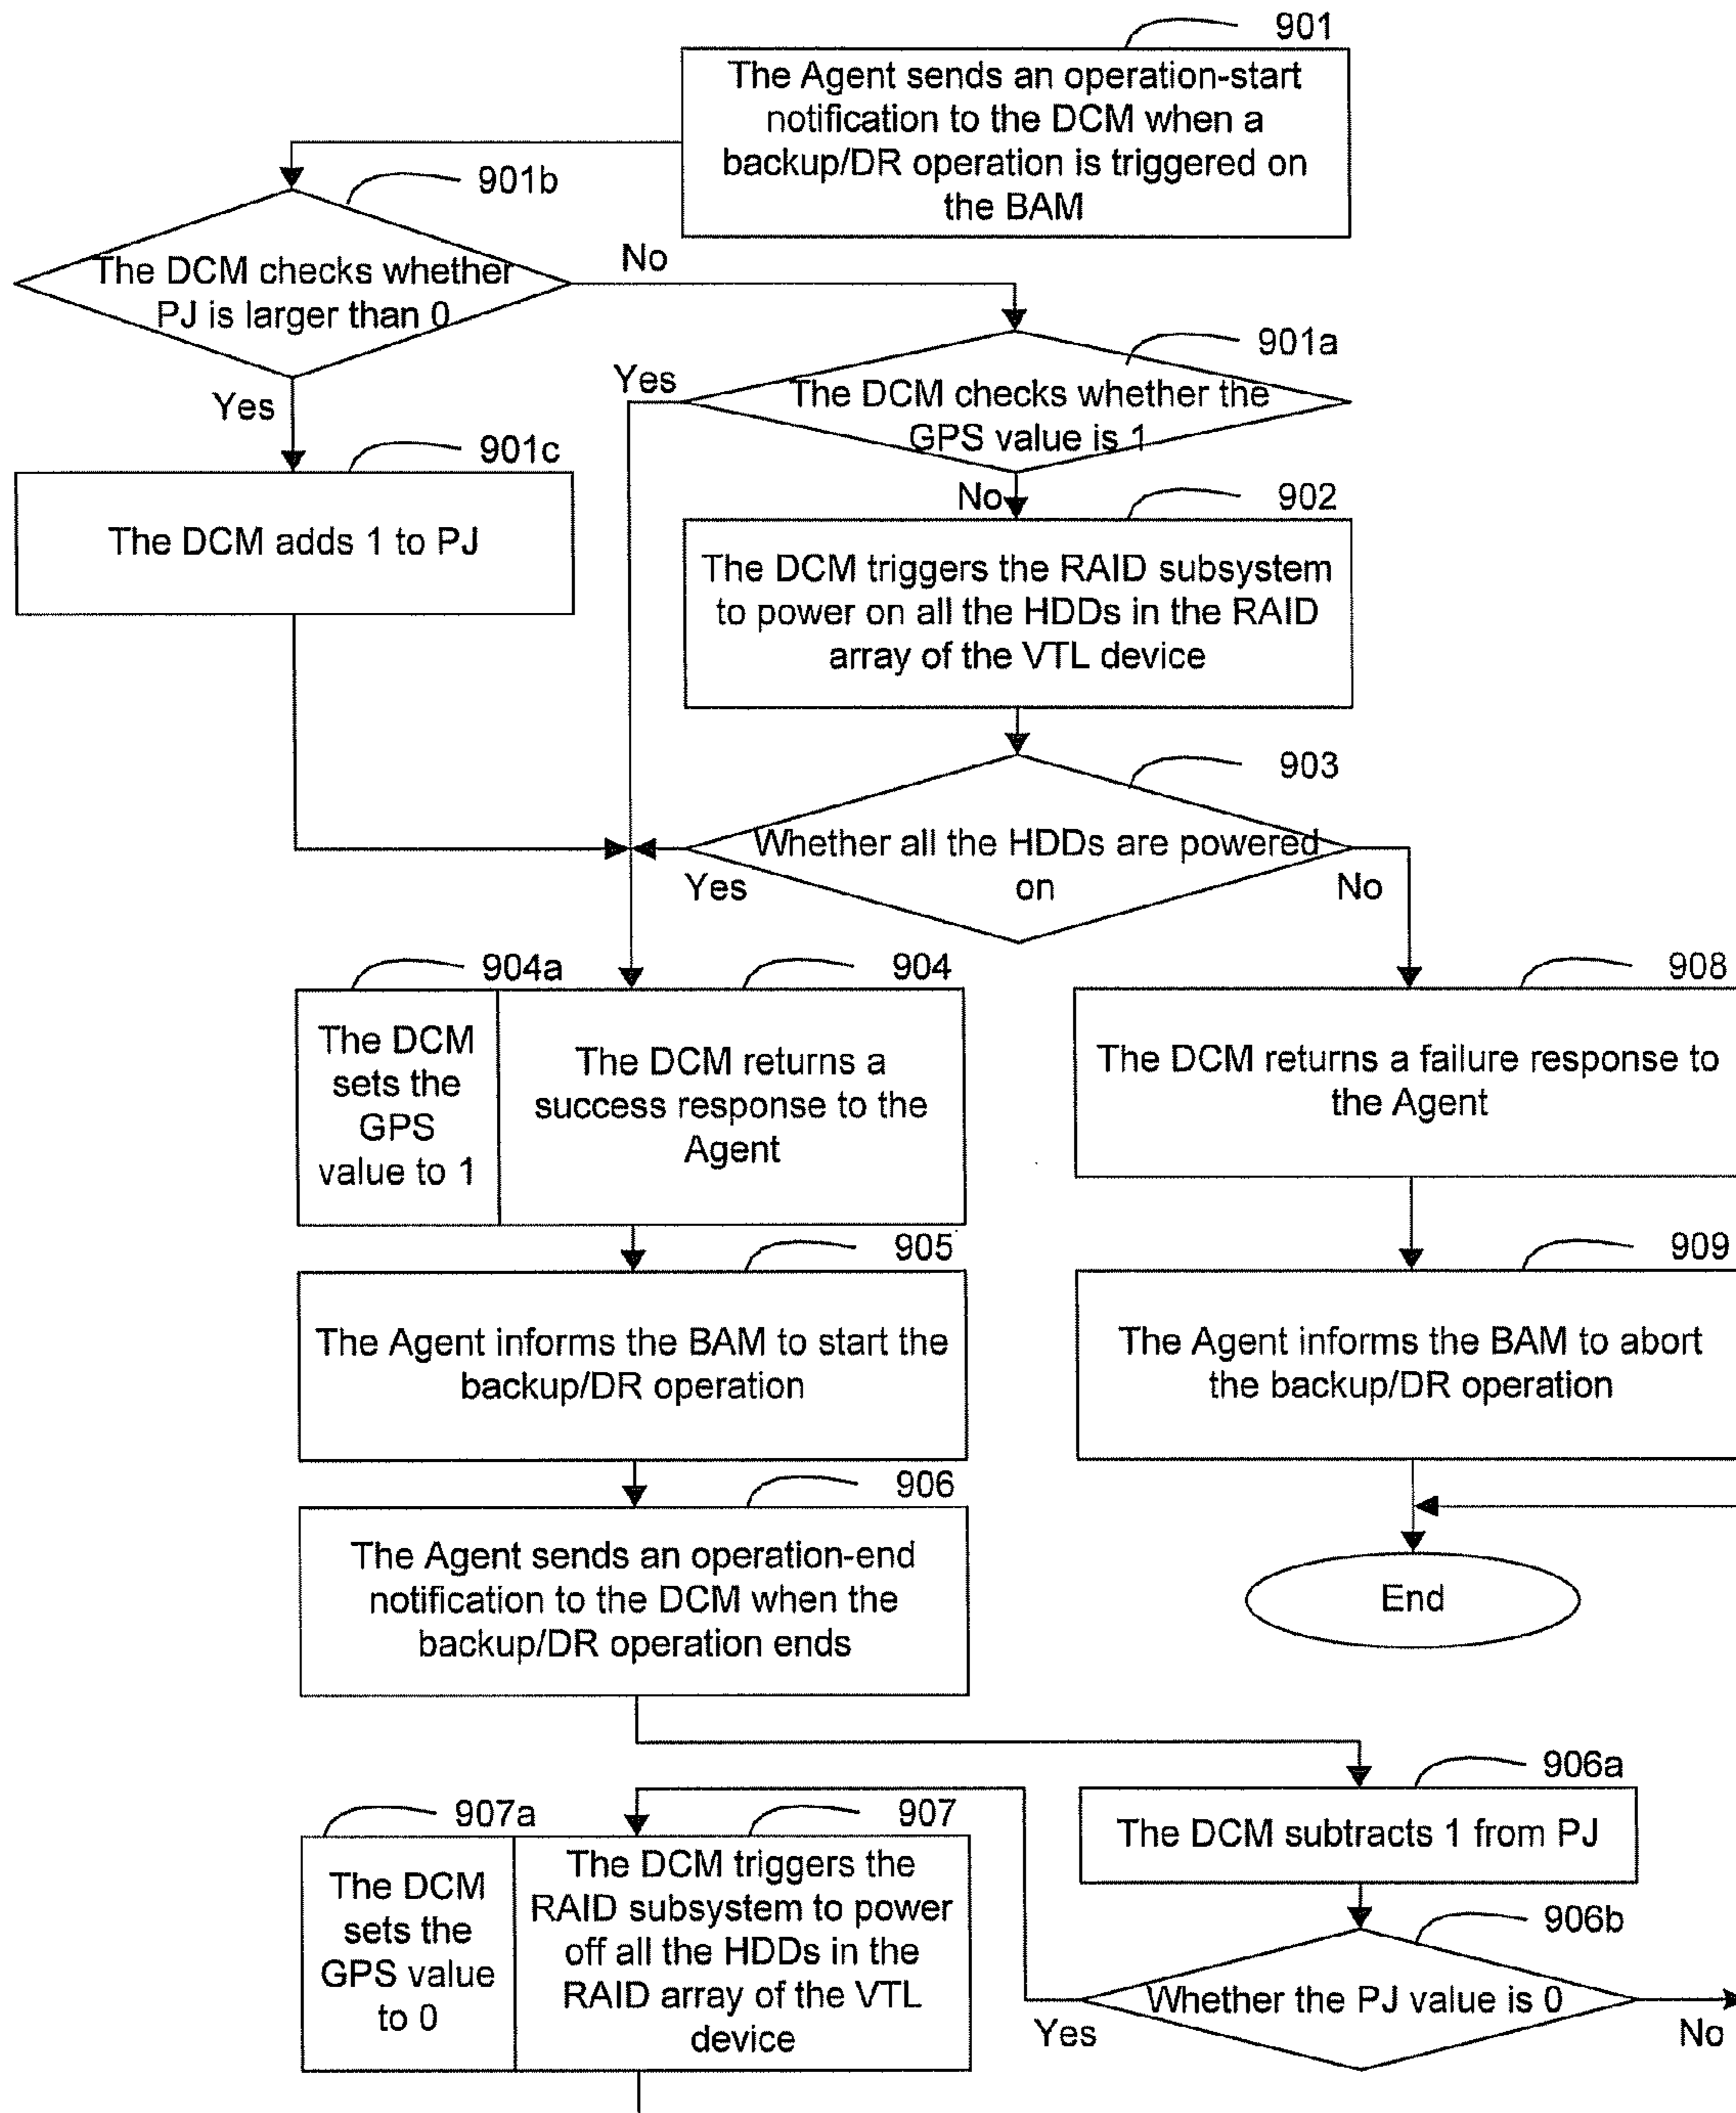 901
The Agent sends an operation-start
notification to the DCM when a
backup/DR operation is triggered on
the BAM
901b
The DCM checks whether
PJ is larger than 0
No
Yes
901a
The DCM checks whether the
GPS value is 1
Yes
No
901c
The DCM adds 1 to PJ
902
The DCM triggers the RAID subsystem
to power on all the HDDs in the RAID
array of the VTL device
903
Whether all the HDDs are powered
on
Yes
No
904a
The DCM
sets the
GPS
value to 1
904
The DCM returns a
success response to the
Agent
908
The DCM returns a failure response to
the Agent
905
The Agent informs the BAM to start the
backup/DR operation
909
The Agent informs the BAM to abort
the backup/DR operation
906
The Agent sends an operation-end
notification to the DCM when the
backup/DR operation ends
End
906a
The DCM subtracts 1 from PJ
907a
The DCM
sets the
GPS value
to 0
907
The DCM triggers the
RAID subsystem to power
off all the HDDs in the
RAID array of the VTL
device
906b
Whether the PJ value is 0
Yes
No